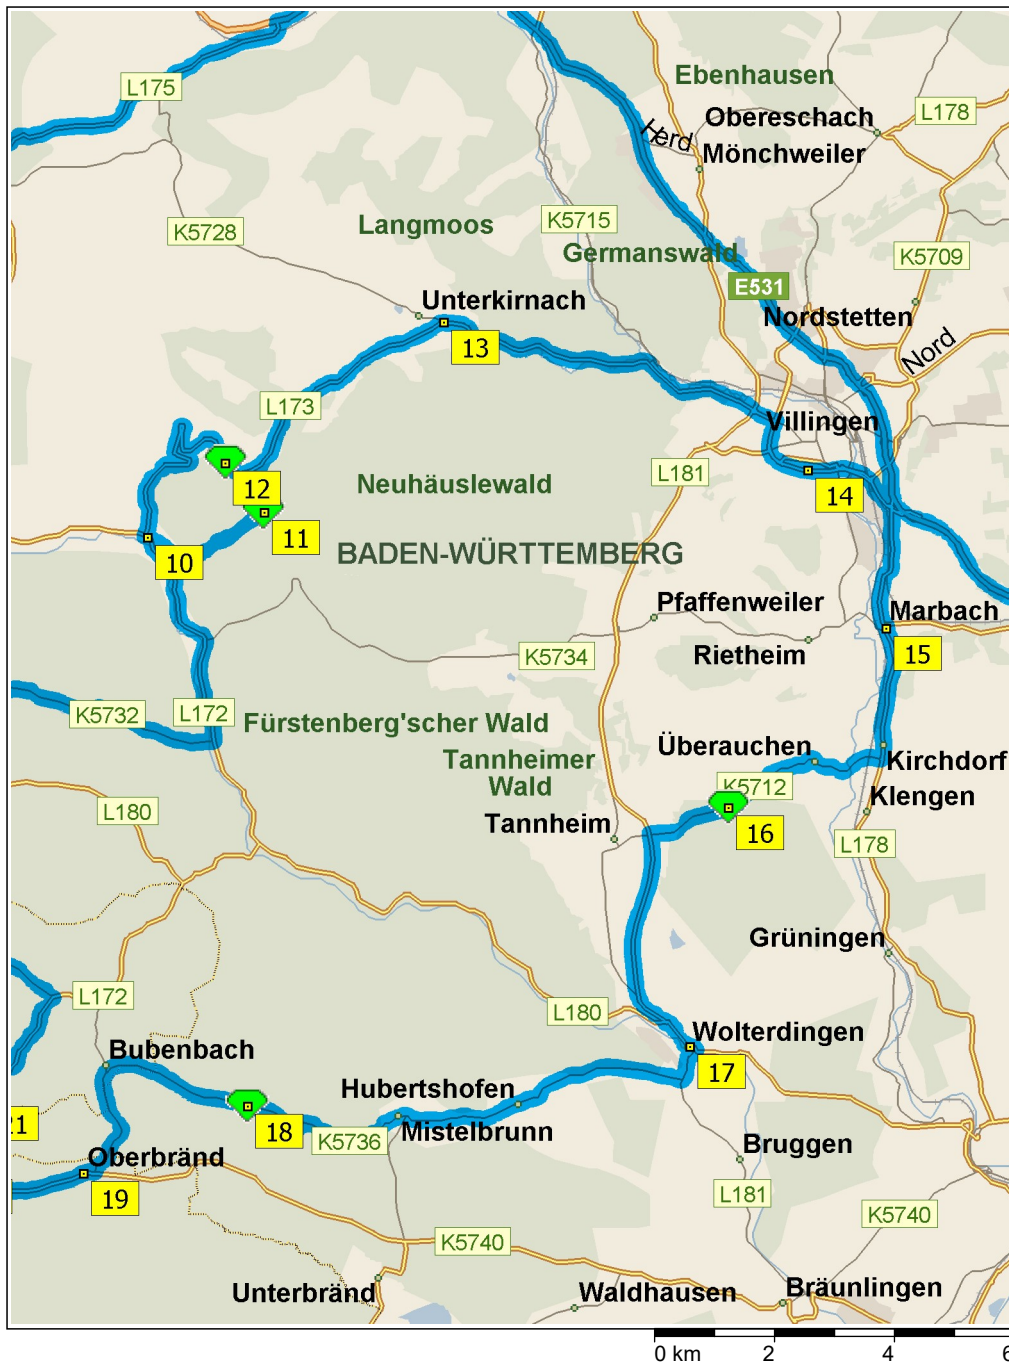 Ebenhausen
L175
L178
Obereschach
Herd
Mönchweiler
K5728
Langmoos
K5715
Germanswald
K5709
E531
Unterkirnach
Nordstetten
13
Nord
L173
Villingen
L181
12
Neuhäuslewald
14
11
10
BADEN-WÜRTTEMBERG
Pfaffenweiler
Marbach
K5734
Rietheim
15
K5732
L172
Fürstenberg'scher Wald
Überauchen
Tannheimer
Wald
Kirchdorf
K5712
Klengen
L180
Tannheim
16
L178
Grüningen
L172
L180
Wolterdingen
Bubenbach
17
Hubertshofen
21
18
K5736
Mistelbrunn
Bruggen
Oberbränd
19
L181
K5740
K5740
Unterbränd
Waldhausen
Bräunlingen
0 km 2 4 6